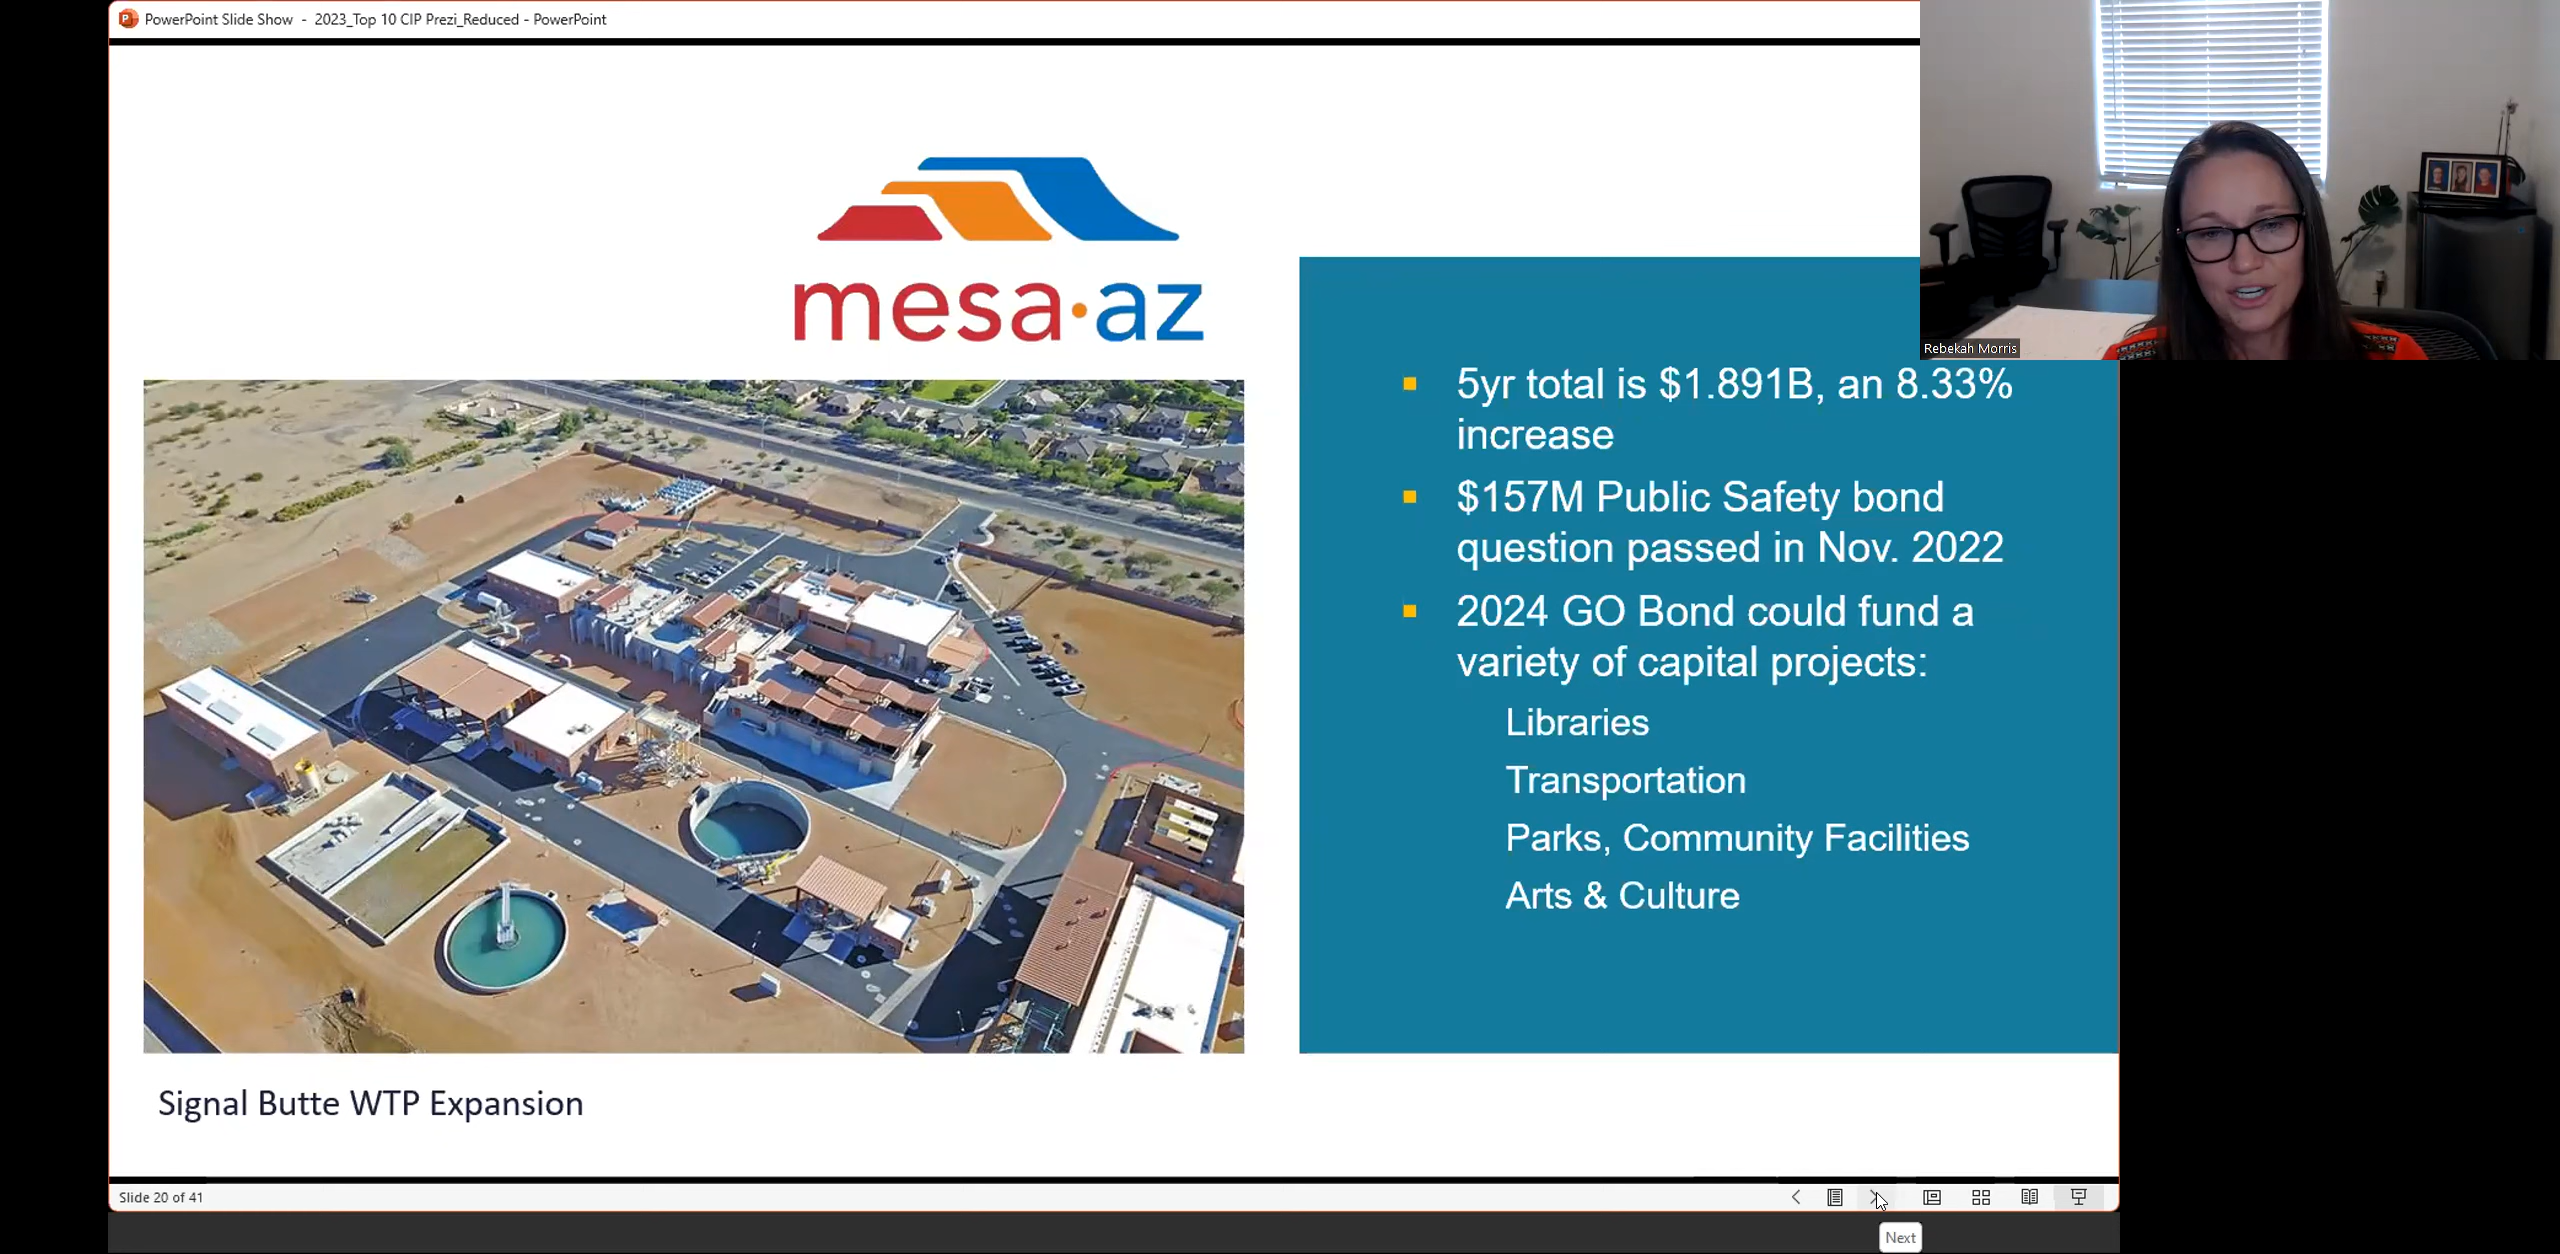 PowerPoint Slide Show - 2023_Top 10 CIP Prezi_Reduced - PowerPoint
mesa·az
Rebekah Morris
5yr total is $1.891B, an 8.33%
increase
$157M Public Safety bond
question passed in Nov. 2022
2024 GO Bond could fund a
variety of capital projects:
Libraries
Transportation
Parks, Community Facilities
Arts & Culture
Signal Butte WTP Expansion
Slide 20 of 41
Next